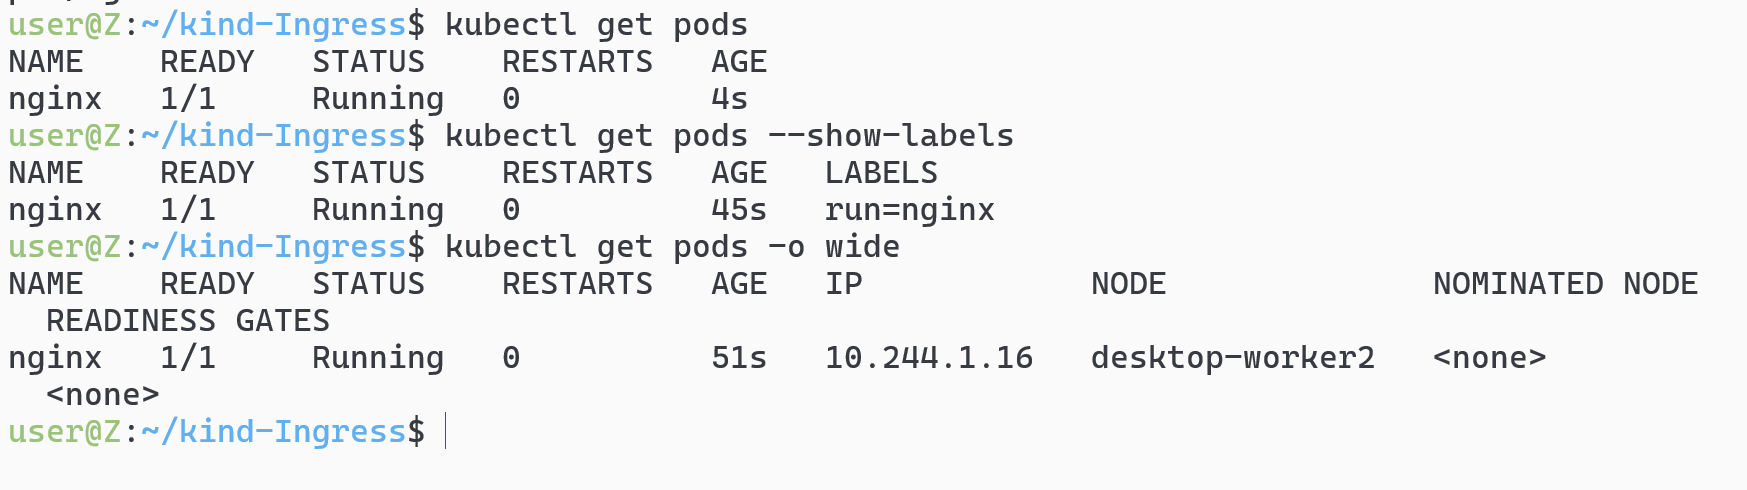 user@Z:~/kind-Ingress$ kubectl get pods
NAME    READY   STATUS    RESTARTS   AGE
nginx   1/1     Running   0          4s
user@Z:~/kind-Ingress$ kubectl get pods --show-labels
NAME    READY   STATUS    RESTARTS   AGE   LABELS
nginx   1/1     Running   0          45s   run=nginx
user@Z:~/kind-Ingress$ kubectl get pods -o wide
NAME    READY   STATUS    RESTARTS   AGE   IP            NODE              NOMINATED NODE
  READINESS GATES
nginx   1/1     Running   0          51s   10.244.1.16   desktop-worker2   <none>
  <none>
user@Z:~/kind-Ingress$